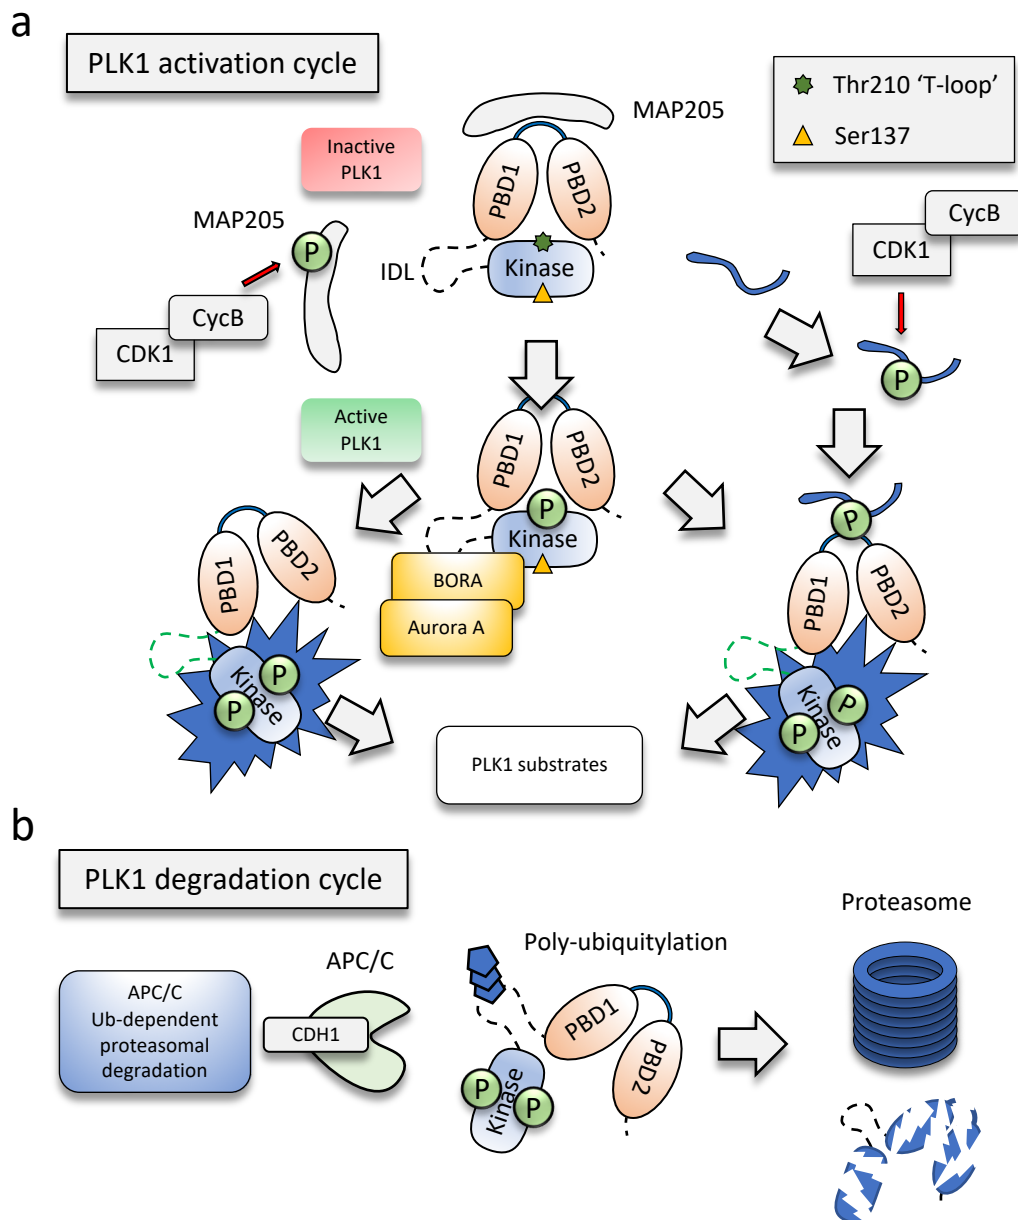 a
PLK1 activation cycle
Thr210 ‘T-loop’
Ser137
MAP205
Inactive
PLK1
PBD1
PBD2
MAP205
P
IDL
Kinase
CycB
CDK1
CycB
CDK1
P
Active
PLK1
PBD1
PBD2
P
Kinase
BORA
Aurora A
PBD1
PBD2
P
P
Kinase
P
PBD1
PBD2
P
P
Kinase
PLK1 substrates
b
PLK1 degradation cycle
Proteasome
Poly-ubiquitylation
APC/C
APC/C
Ub-dependent
proteasomal
degradation
CDH1
PBD1
PBD2
P
P
Kinase